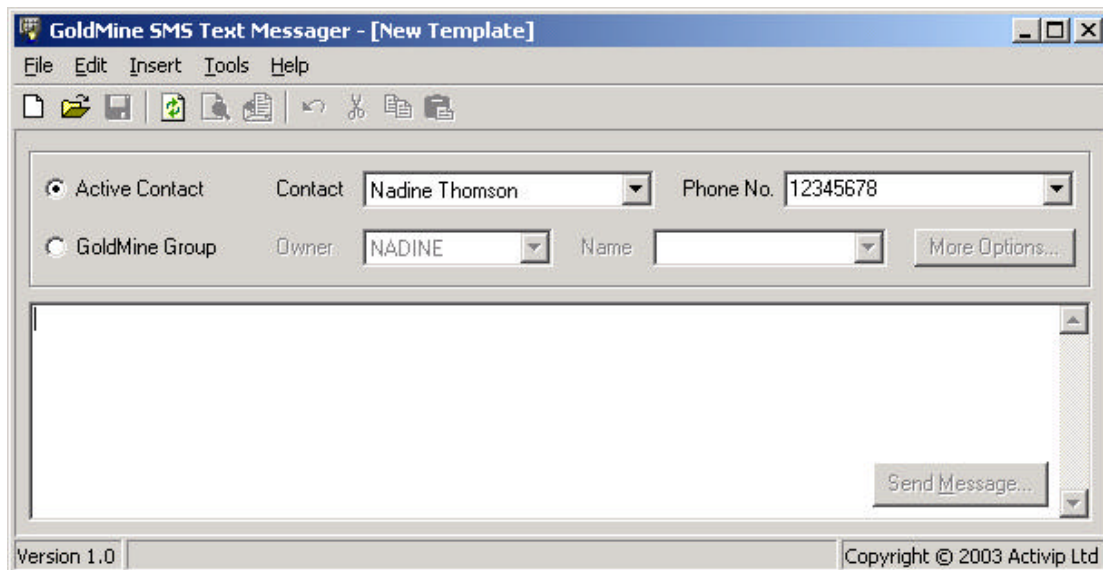 GoldMine SMS Text Messager - [New Template]
File Edit Insert Tools Help
Active Contact Contact Nadine Thomson Phone No. 12345678
GoldMine Group Owner NADINE Name More Options...
Send Message...
Version 1.0 Copyright © 2003 Activip Ltd